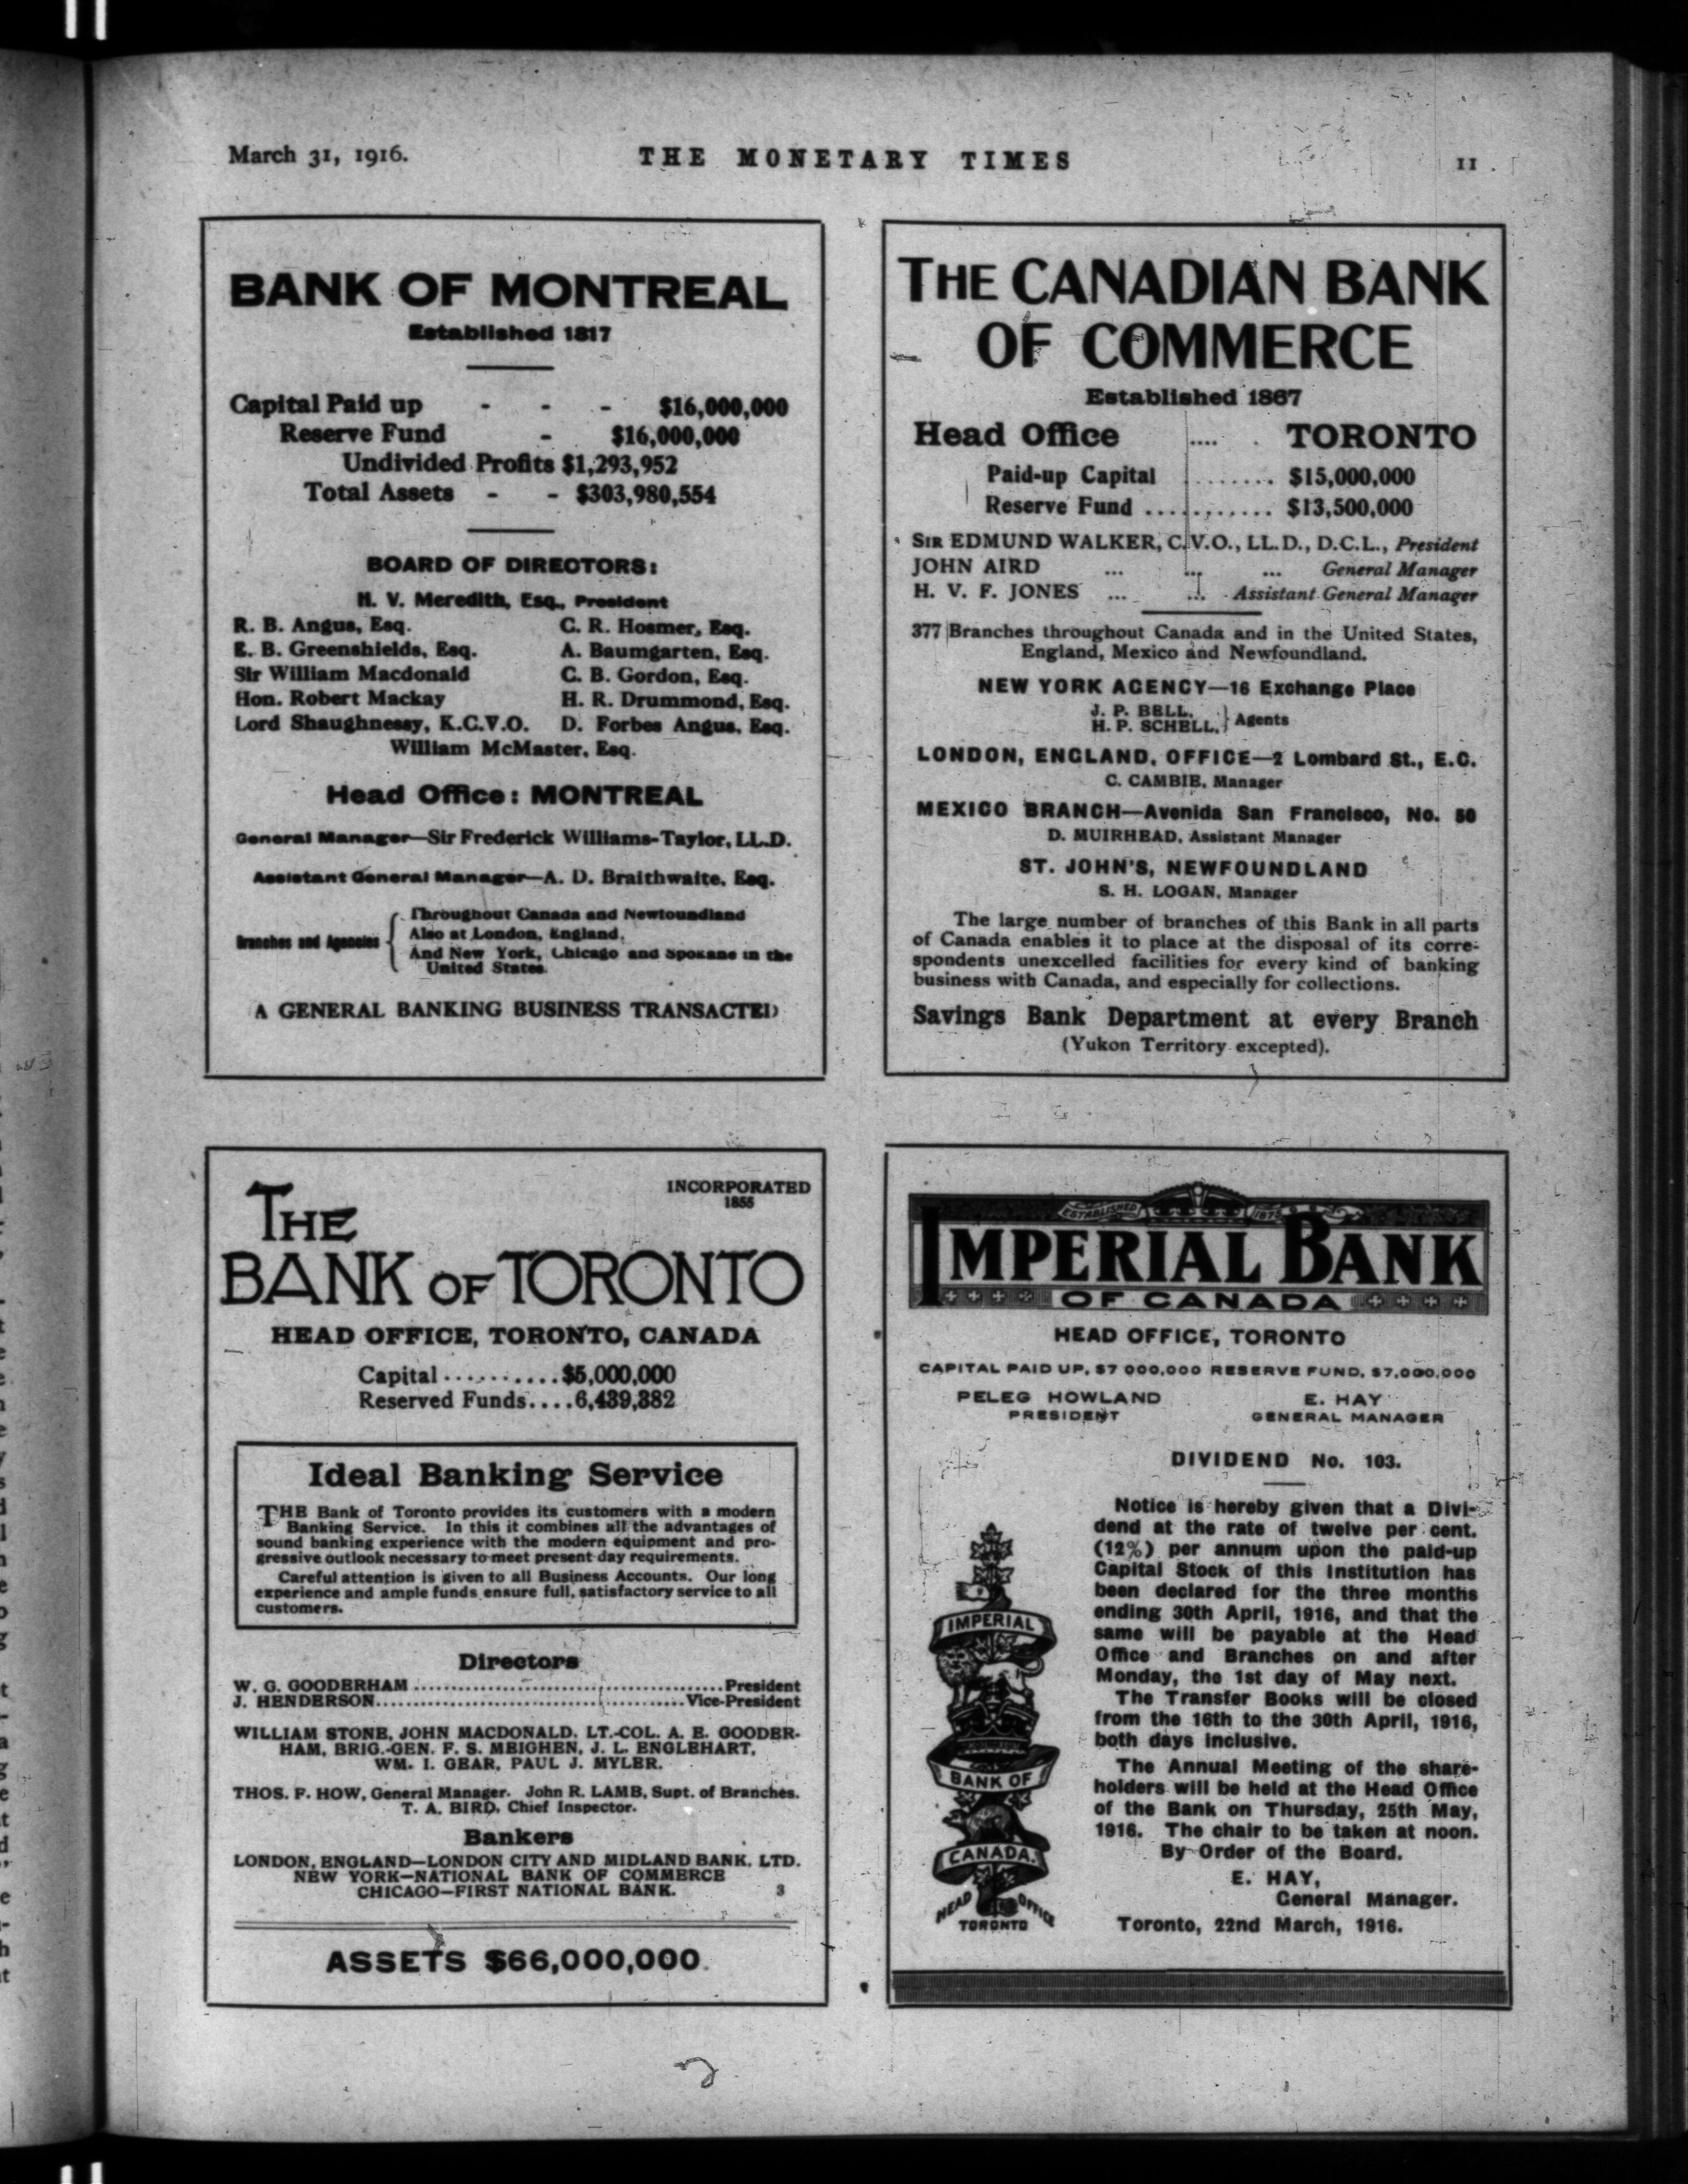 March 31, 1916.
THE MONETARY TIMES
11
BANK OF MONTREAL
Established 1817
Capital Paid up - - - $16,000,000
Reserve Fund - $16,000,000
Undivided Profits $1,293,952
Total Assets - - $303,980,554
BOARD OF DIRECTORS:
H. V. Meredith, Esq., President
R. B. Angus, Esq. C. R. Hosmer, Esq.
E. B. Greenshields, Esq. A. Baumgarten, Esq.
Sir William Macdonald C. B. Gordon, Esq.
Hon. Robert Mackay H. R. Drummond, Esq.
Lord Shaughnessy, K.C.V.O. D. Forbes Angus, Esq.
William McMaster, Esq.
Head Office: MONTREAL
General Manager—Sir Frederick Williams-Taylor, LL.D.
Assistant General Manager—A. D. Braithwaite, Esq.
Branches and Agencies
Throughout Canada and Newfoundland
Also at London, England.
And New York, Chicago and Spokane in the
United States.
A GENERAL BANKING BUSINESS TRANSACTED
THE CANADIAN BANK
OF COMMERCE
Established 1867
Head Office .... . TORONTO
Paid-up Capital ........ $15,000,000
Reserve Fund ............ $13,500,000
SIR EDMUND WALKER, C.V.O., LL.D., D.C.L., President
JOHN AIRD ... ... ... General Manager
H. V. F. JONES ... ... Assistant General Manager
377 Branches throughout Canada and in the United States,
England, Mexico and Newfoundland.
NEW YORK AGENCY—16 Exchange Place
J. P. BELL,
H. P. SCHELL, } Agents
LONDON, ENGLAND, OFFICE—2 Lombard St., E.C.
C. CAMBIE, Manager
MEXICO BRANCH—Avenida San Francisco, No. 50
D. MUIRHEAD, Assistant Manager
ST. JOHN'S, NEWFOUNDLAND
S. H. LOGAN, Manager
The large number of branches of this Bank in all parts
of Canada enables it to place at the disposal of its corre-
spondents unexcelled facilities for every kind of banking
business with Canada, and especially for collections.
Savings Bank Department at every Branch
(Yukon Territory excepted).
INCORPORATED
1855
THE
BANK OF TORONTO
HEAD OFFICE, TORONTO, CANADA
Capital ..........$5,000,000
Reserved Funds....6,439,382
Ideal Banking Service
THE Bank of Toronto provides its customers with a modern
Banking Service. In this it combines all the advantages of
sound banking experience with the modern equipment and pro-
gressive outlook necessary to meet present day requirements.
Careful attention is given to all Business Accounts. Our long
experience and ample funds ensure full, satisfactory service to all
customers.
Directors
W. G. GOODERHAM ..........................................President
J. HENDERSON..........................................Vice-President
WILLIAM STONE, JOHN MACDONALD, LT.-COL. A. E. GOODER-
HAM, BRIG.-GEN. F. S. MEIGHEN, J. L. ENGLEHART,
WM. I. GEAR, PAUL J. MYLER.
THOS. F. HOW, General Manager. John R. LAMB, Supt. of Branches.
T. A. BIRD, Chief Inspector.
Bankers
LONDON, ENGLAND—LONDON CITY AND MIDLAND BANK, LTD.
NEW YORK—NATIONAL BANK OF COMMERCE
CHICAGO—FIRST NATIONAL BANK. 3
ASSETS $66,000,000
ESTABLISHED 1875
IMPERIAL BANK
OF CANADA
HEAD OFFICE, TORONTO
CAPITAL PAID UP, $7 000,000 RESERVE FUND, $7,000,000
PELEG HOWLAND E. HAY
PRESIDENT GENERAL MANAGER
DIVIDEND No. 103.
Notice is hereby given that a Divi-
dend at the rate of twelve per cent.
(12%) per annum upon the paid-up
Capital Stock of this Institution has
been declared for the three months
ending 30th April, 1916, and that the
same will be payable at the Head
Office and Branches on and after
Monday, the 1st day of May next.
The Transfer Books will be closed
from the 16th to the 30th April, 1916,
both days inclusive.
The Annual Meeting of the share-
holders will be held at the Head Office
of the Bank on Thursday, 25th May,
1916. The chair to be taken at noon.
By Order of the Board.
E. HAY,
General Manager.
Toronto, 22nd March, 1916.
IMPERIAL
BANK OF
CANADA.
HEAD OFFICE
TORONTO